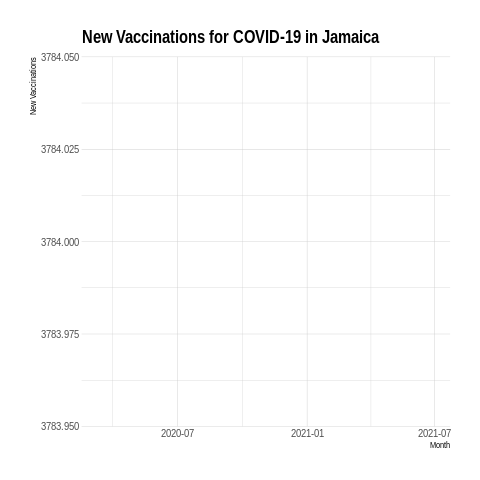 New Vaccinations for COVID-19 in Jamaica
New Vaccinations
3784.050
3784.025
3784.000
3783.975
3783.950
2020-07
2021-01
2021-07
Month